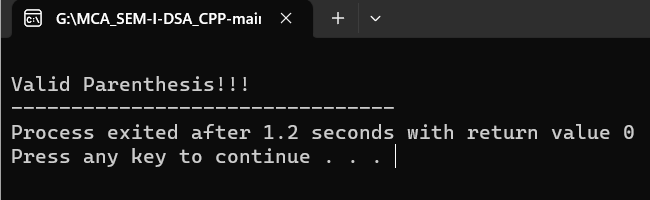 G:\MCA_SEM-I-DSA_CPP-mair
Valid Parenthesis!!!
--------------------------------
Process exited after 1.2 seconds with return value 0
Press any key to continue . . .